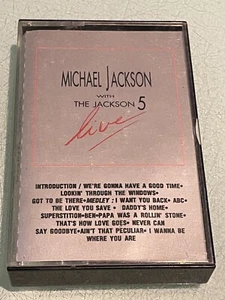 MICHAEL JACKSON
WITH
THE JACKSON 5
live
INTRODUCTION / WE'RE GONNA HAVE A GOOD TIME•
LOOKIN' THROUGH THE WINDOWS•
GOT TO BE THERE•MEDLEY: I WANT YOU BACK• ABC•
THE LOVE YOU SAVE• DADDY'S HOME•
SUPERSTITION•BEN•PAPA WAS A ROLLIN' STONE•
THAT'S HOW LOVE GOES• NEVER CAN
SAY GOODBYE•AIN'T THAT PECULIAR• I WANNA BE
WHERE YOU ARE